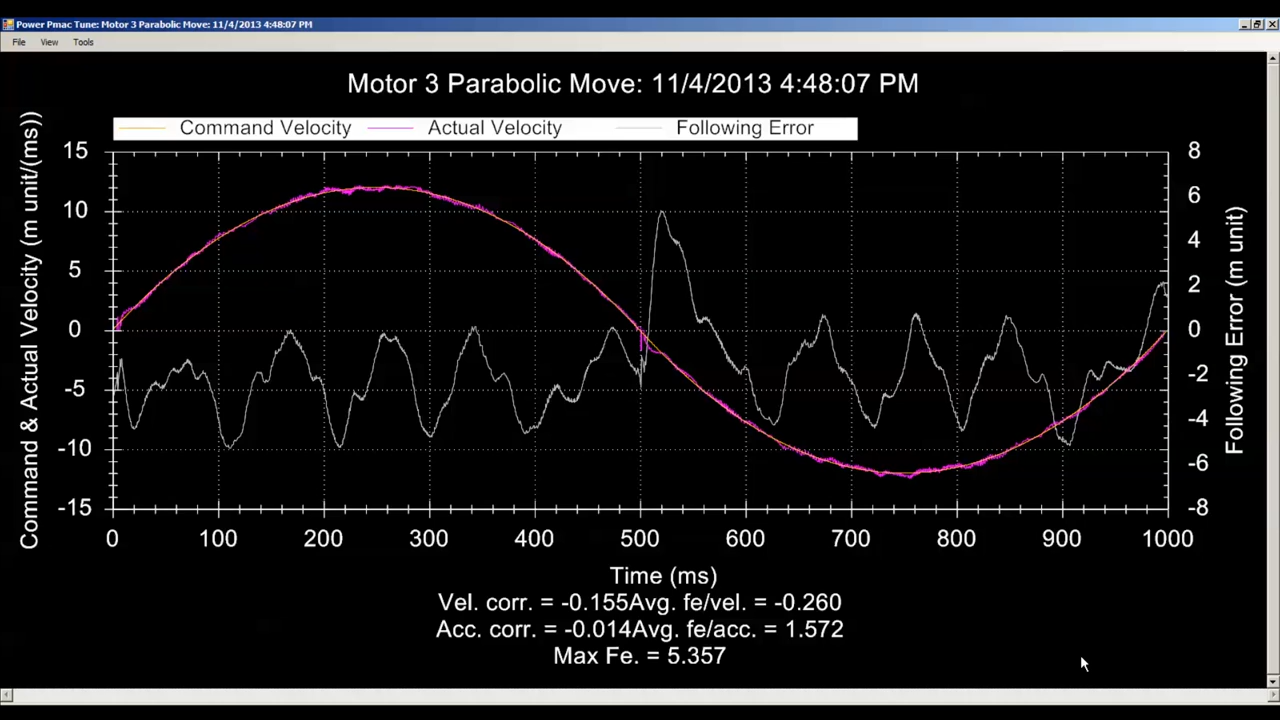 Power Pmac Tune: Motor 3 Parabolic Move: 11/4/2013 4:48:07 PM
File View Tools
Motor 3 Parabolic Move: 11/4/2013 4:48:07 PM
Command Velocity Actual Velocity Following Error
Command & Actual Velocity (m unit/(ms))
15
10
5
0
-5
-10
-15
8
6
4
2
0
-2
-4
-6
-8
Following Error (m unit)
0 100 200 300 400 500 600 700 800 900 1000
Time (ms)
Vel. corr. = -0.155Avg. fe/vel. = -0.260
Acc. corr. = -0.014Avg. fe/acc. = 1.572
Max Fe. = 5.357